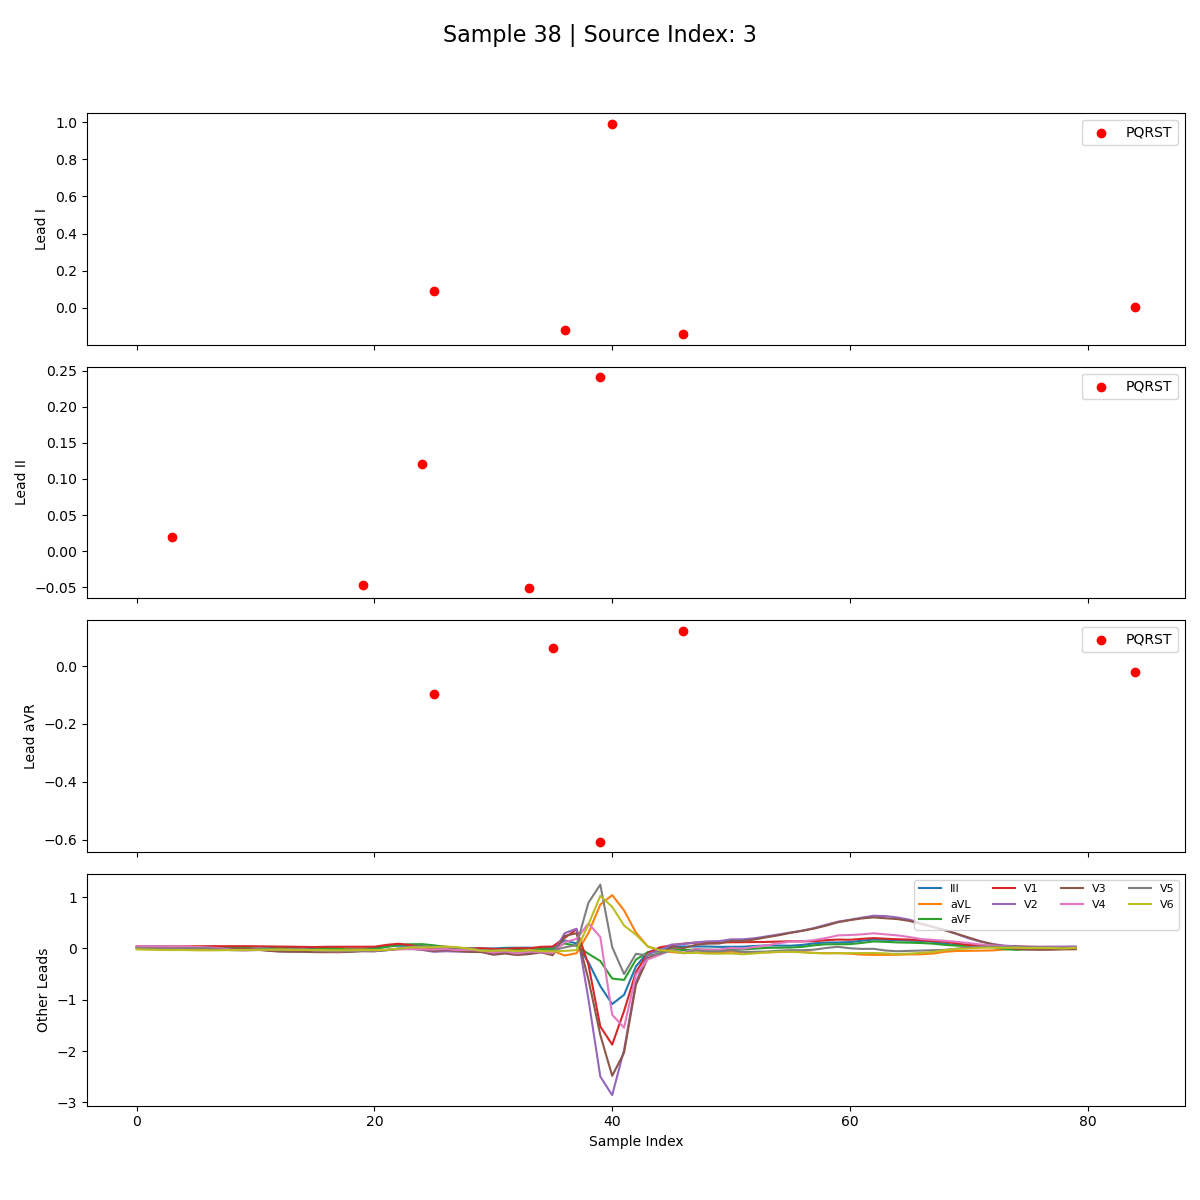 Sample 38 | Source Index: 3
1.0
0.8
0.6
0.4
0.2
0.0
Lead I
PQRST
0.25
0.20
0.15
0.10
0.05
0.00
−0.05
Lead II
PQRST
0.0
−0.2
−0.4
−0.6
Lead aVR
PQRST
1
0
−1
−2
−3
Other Leads
III V1 V3 V5
aVL V2 V4 V6
aVF
0 20 40 60 80
Sample Index